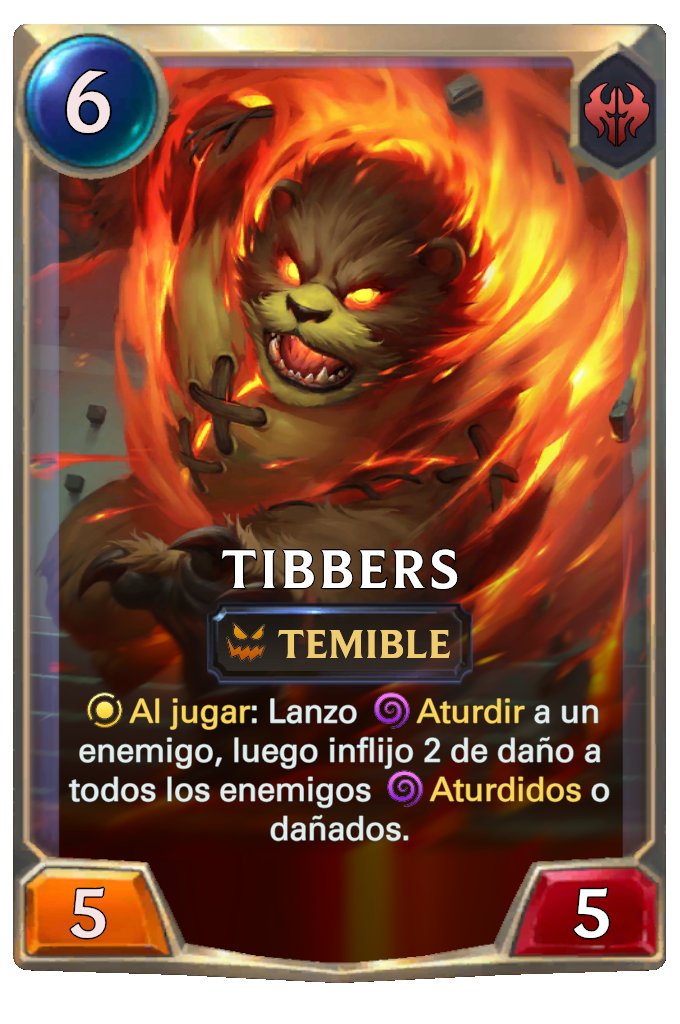 6
TIBBERS
TEMIBLE
Al jugar: Lanzo Aturdir a un
enemigo, luego inflijo 2 de daño a
todos los enemigos Aturdidos o
dañados.
5 5